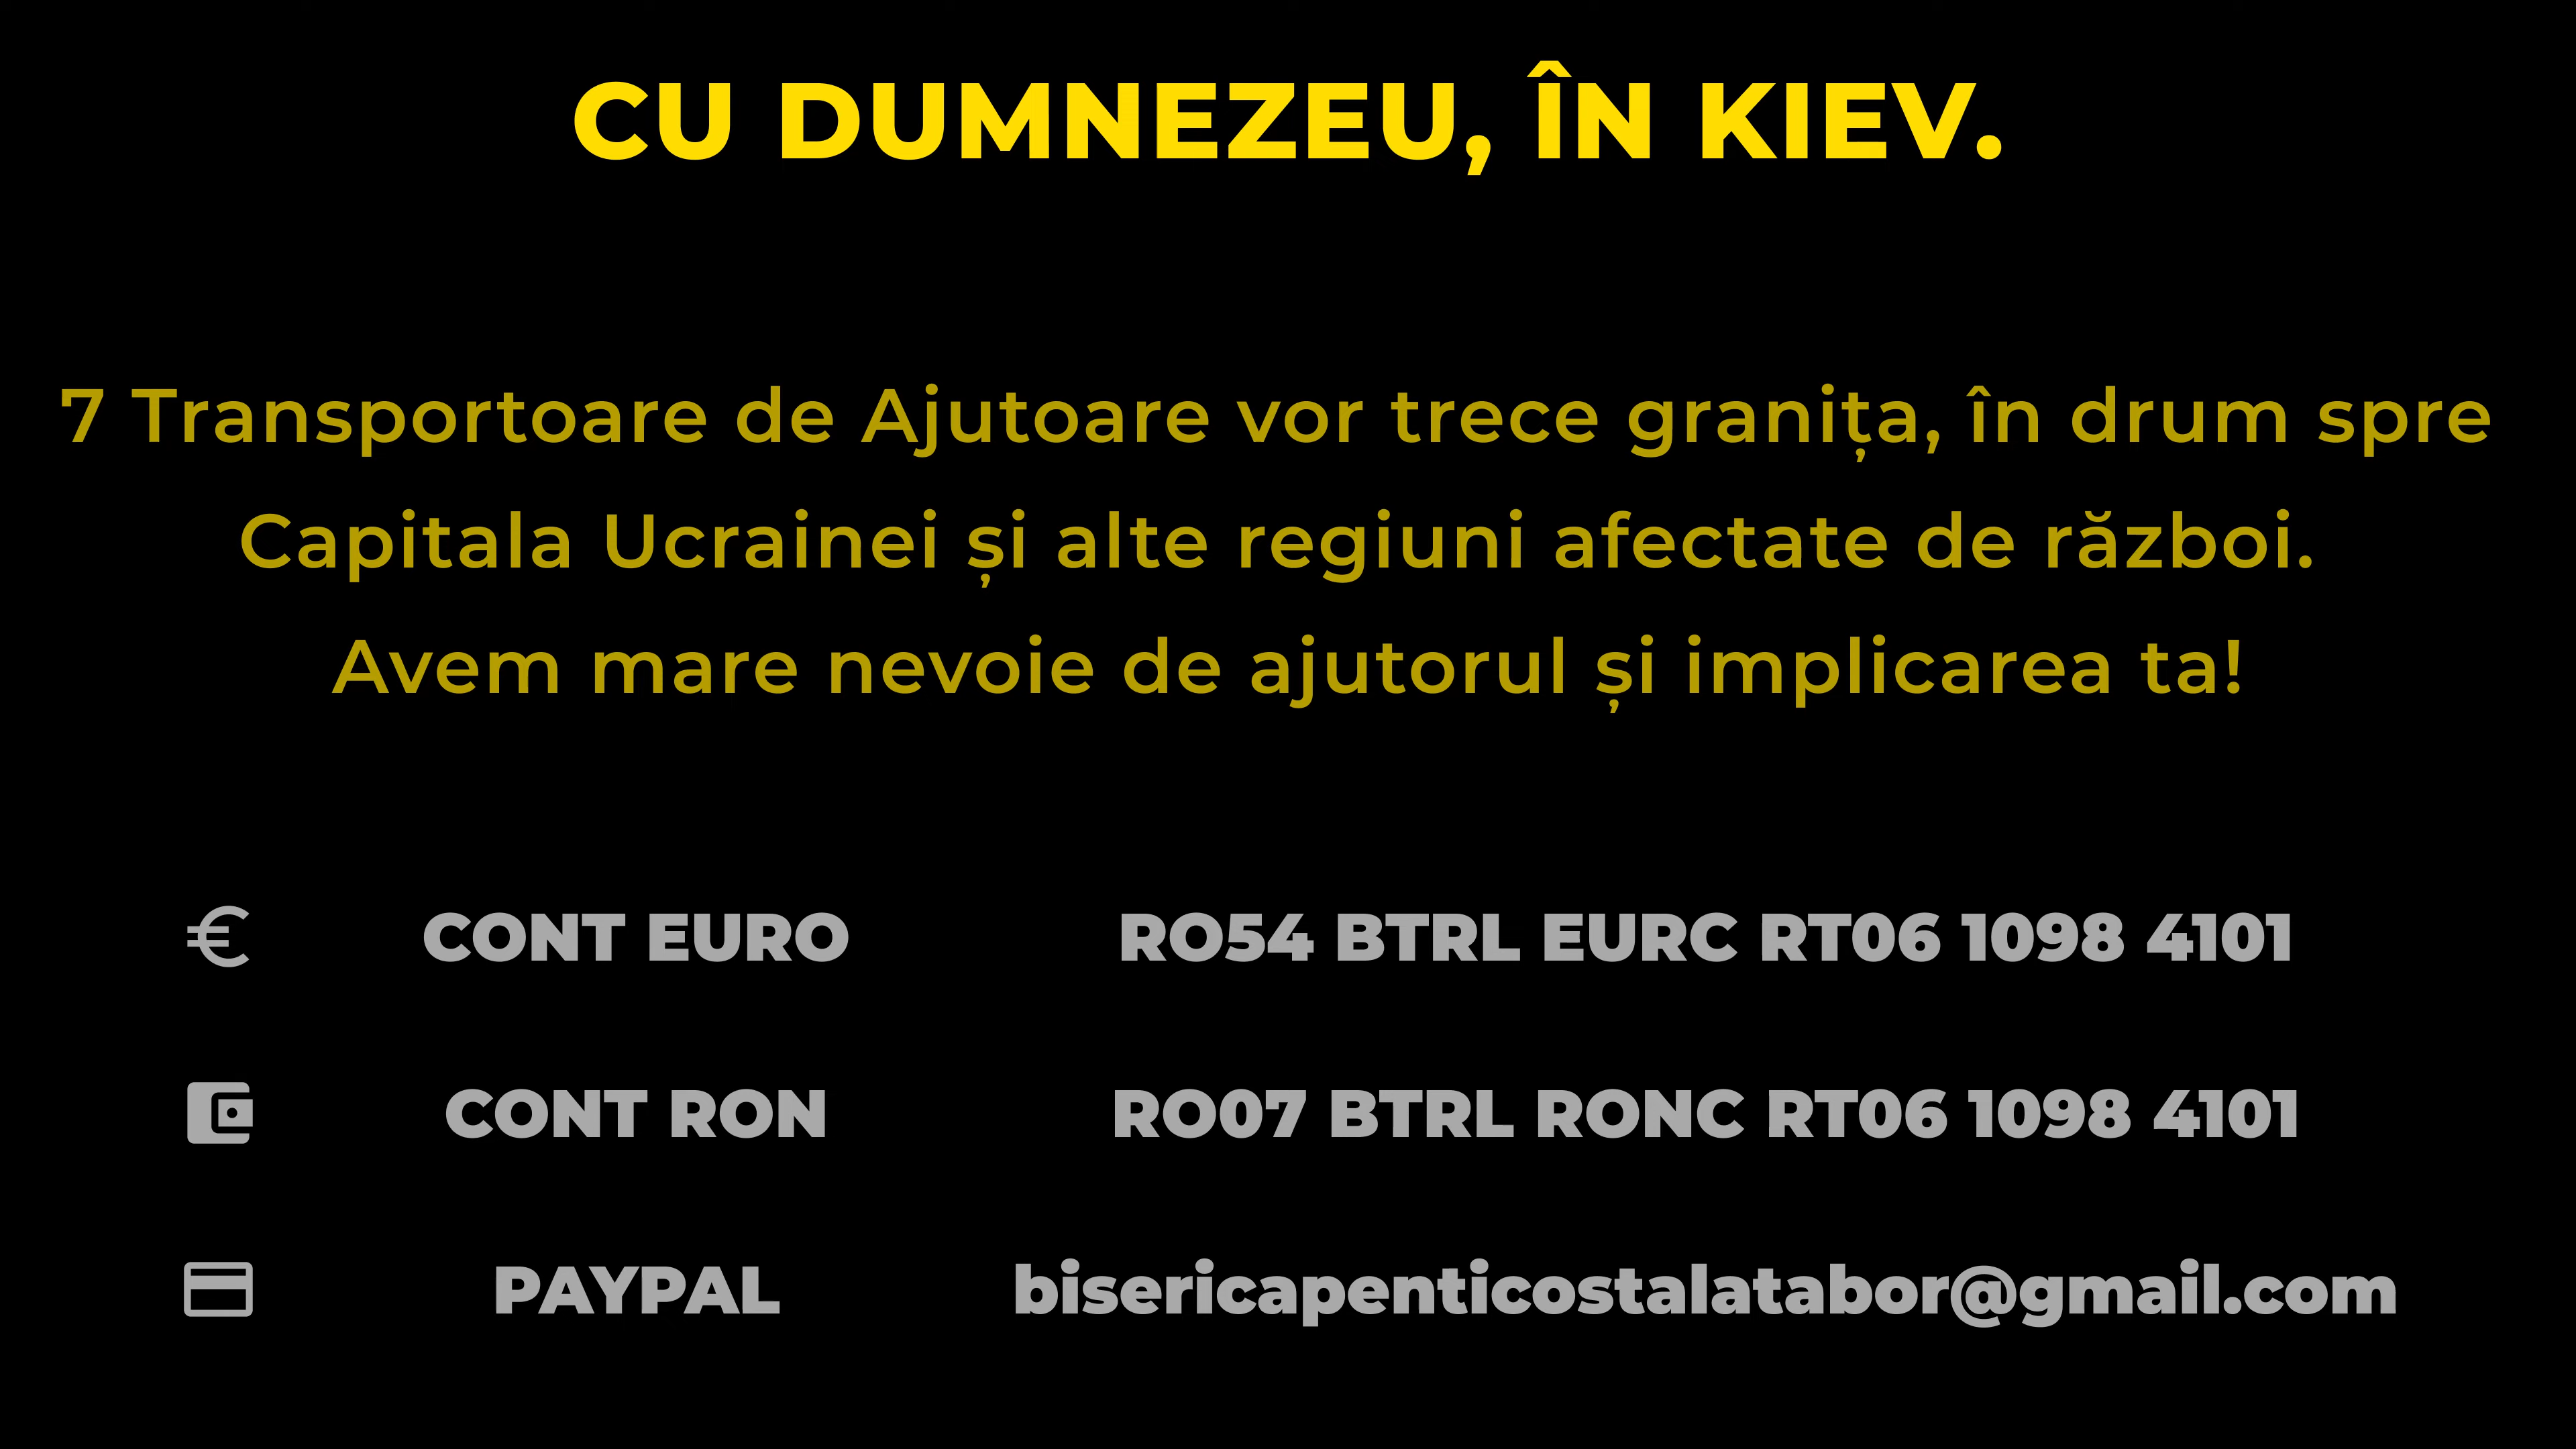 CU DUMNEZEU, ÎN KIEV.
7 Transportoare de Ajutoare vor trece granița, în drum spre
Capitala Ucrainei și alte regiuni afectate de război.
Avem mare nevoie de ajutorul și implicarea ta!
€ CONT EURO RO54 BTRL EURC RT06 1098 4101
CONT RON RO07 BTRL RONC RT06 1098 4101
PAYPAL bisericapenticostalatabor@gmail.com